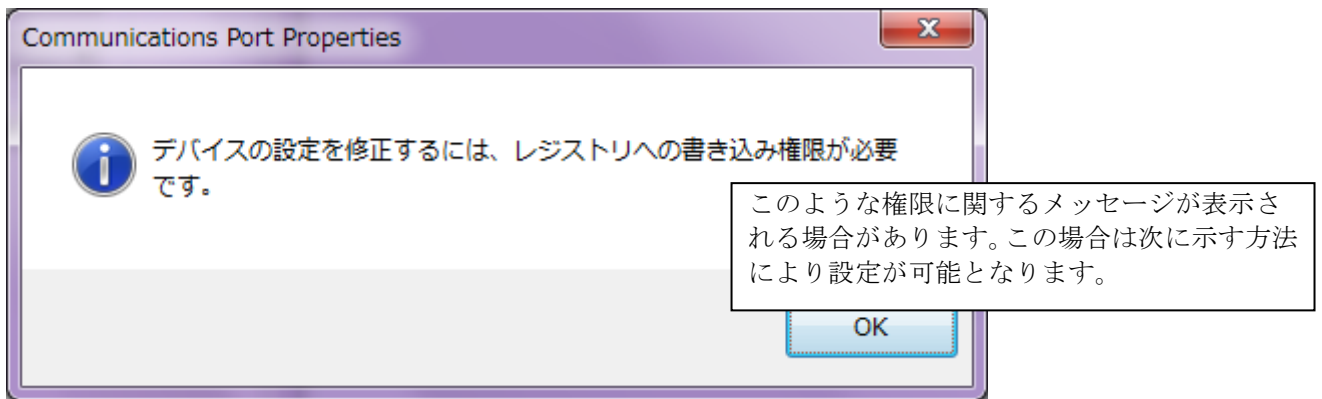 Communications Port Properties
デバイスの設定を修正するには、レジストリへの書き込み権限が必要
です。
このような権限に関するメッセージが表示さ
れる場合があります。この場合は次に示す方法
により設定が可能となります。
OK